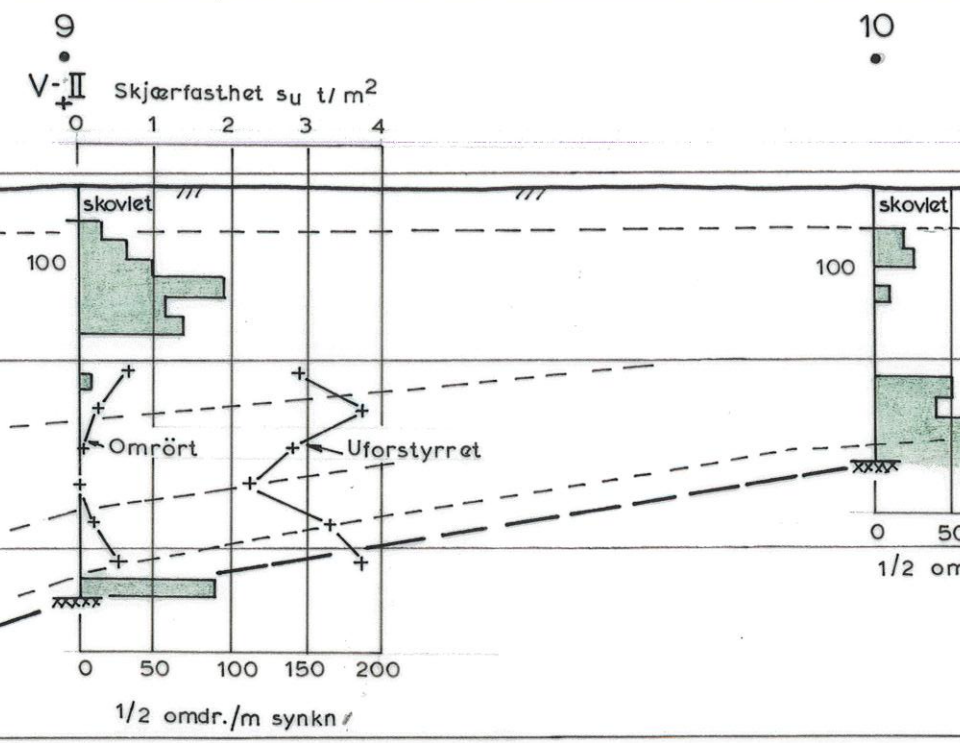 9
10
V-II
Skjærfasthet su t/m2
0 1 2 3 4
skovlet
skovlet
100
100
Omrört
Uforstyrret
0 50
0 50 100 150 200
1/2 om
1/2 omdr./m synkn